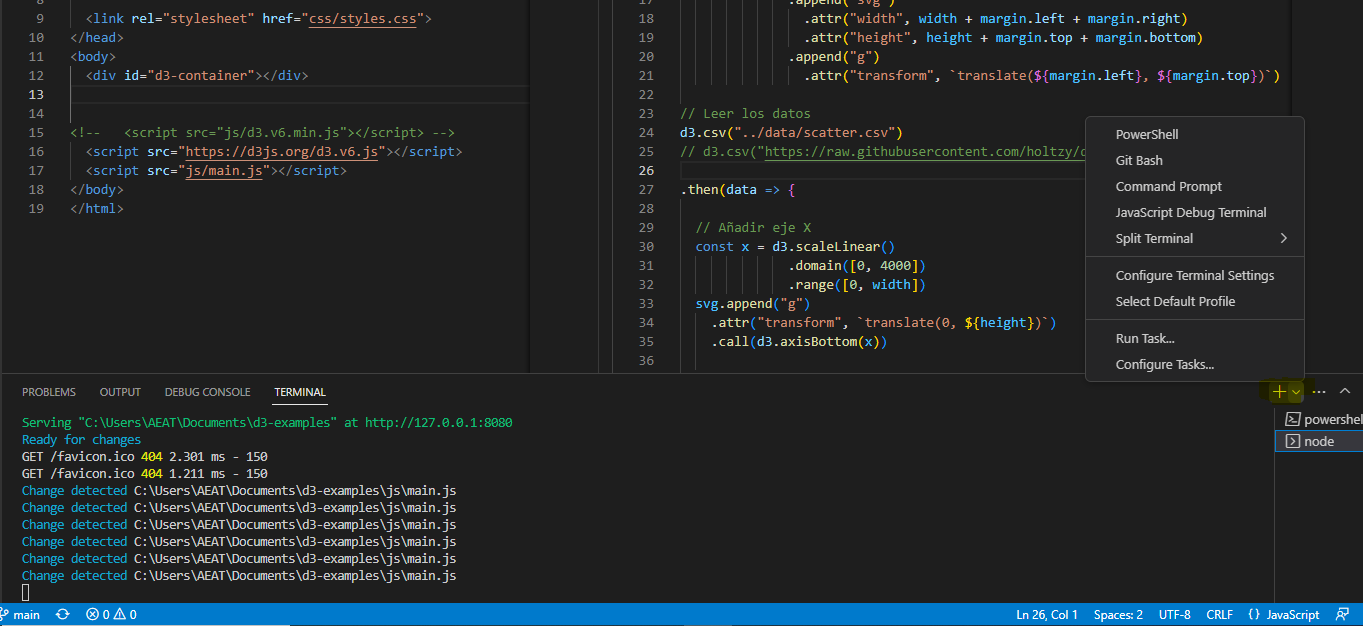 9 <link rel="stylesheet" href="css/styles.css">
10 </head>
11 <body>
12 <div id="d3-container"></div>
13
14
15 <!-- <script src="js/d3.v6.min.js"></script> -->
16 <script src="https://d3js.org/d3.v6.js"></script>
17 <script src="js/main.js"></script>
18 </body>
19 </html>
.append("svg")
18 .attr("width", width + margin.left + margin.right)
19 .attr("height", height + margin.top + margin.bottom)
20 .append("g")
21 .attr("transform", `translate(${margin.left}, ${margin.top})`)
22
23 // Leer los datos
24 d3.csv("../data/scatter.csv")
25 // d3.csv("https://raw.githubusercontent.com/holtzy/
26
27 .then(data => {
28
29 // Añadir eje X
30 const x = d3.scaleLinear()
31 .domain([0, 4000])
32 .range([0, width])
33 svg.append("g")
34 .attr("transform", `translate(0, ${height})`)
35 .call(d3.axisBottom(x))
36
PowerShell
Git Bash
Command Prompt
JavaScript Debug Terminal
Split Terminal
Configure Terminal Settings
Select Default Profile
Run Task...
Configure Tasks...
PROBLEMS OUTPUT DEBUG CONSOLE TERMINAL
Serving "C:\Users\AEAT\Documents\d3-examples" at http://127.0.0.1:8080
Ready for changes
GET /favicon.ico 404 2.301 ms - 150
GET /favicon.ico 404 1.211 ms - 150
Change detected C:\Users\AEAT\Documents\d3-examples\js\main.js
Change detected C:\Users\AEAT\Documents\d3-examples\js\main.js
Change detected C:\Users\AEAT\Documents\d3-examples\js\main.js
Change detected C:\Users\AEAT\Documents\d3-examples\js\main.js
Change detected C:\Users\AEAT\Documents\d3-examples\js\main.js
Change detected C:\Users\AEAT\Documents\d3-examples\js\main.js
powershel
node
main 0 0 Ln 26, Col 1 Spaces: 2 UTF-8 CRLF {} JavaScript